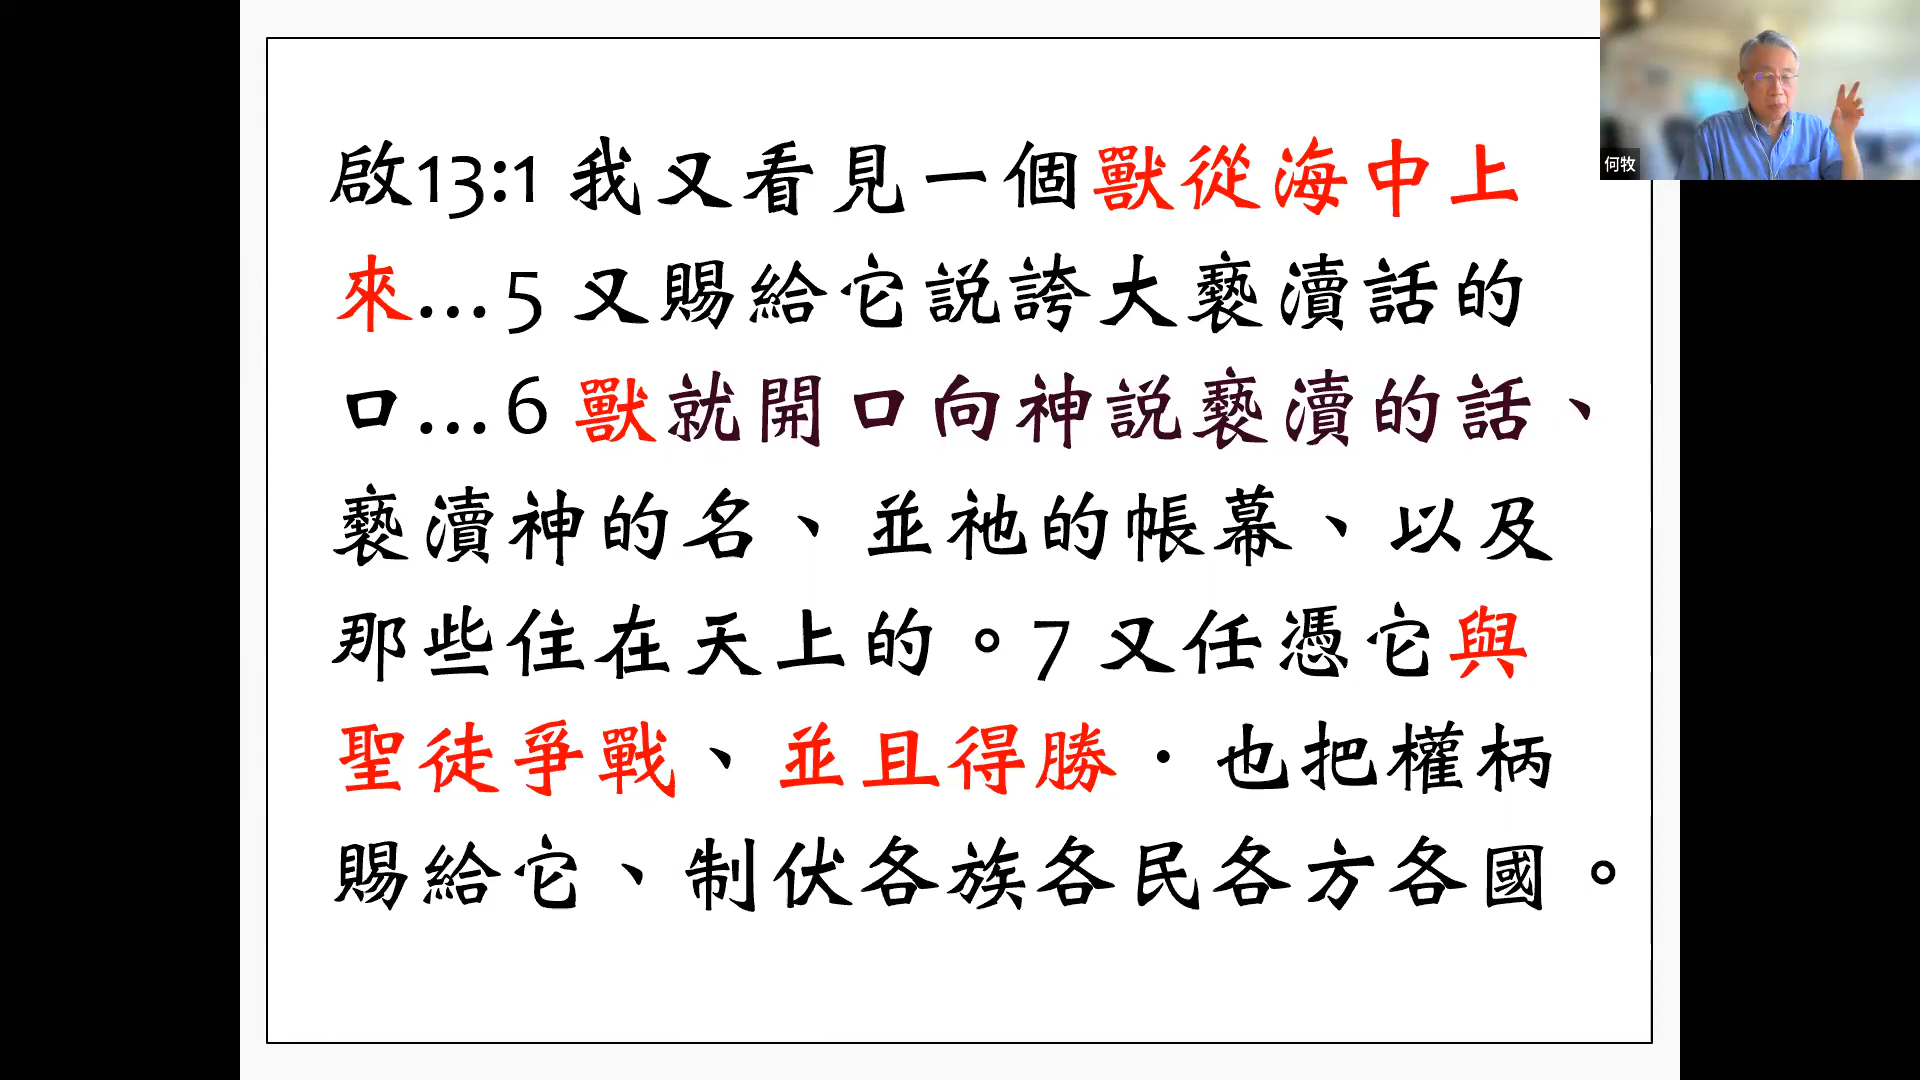 啟13:1 我又看見一個獸從海中上
來…5 又賜給它説誇大褻瀆話的
口…6 獸就開口向神説褻瀆的話、
褻瀆神的名、並祂的帳幕、以及
那些住在天上的。7 又任憑它與
聖徒爭戰、並且得勝．也把權柄
賜給它、制伏各族各民各方各國。
何牧